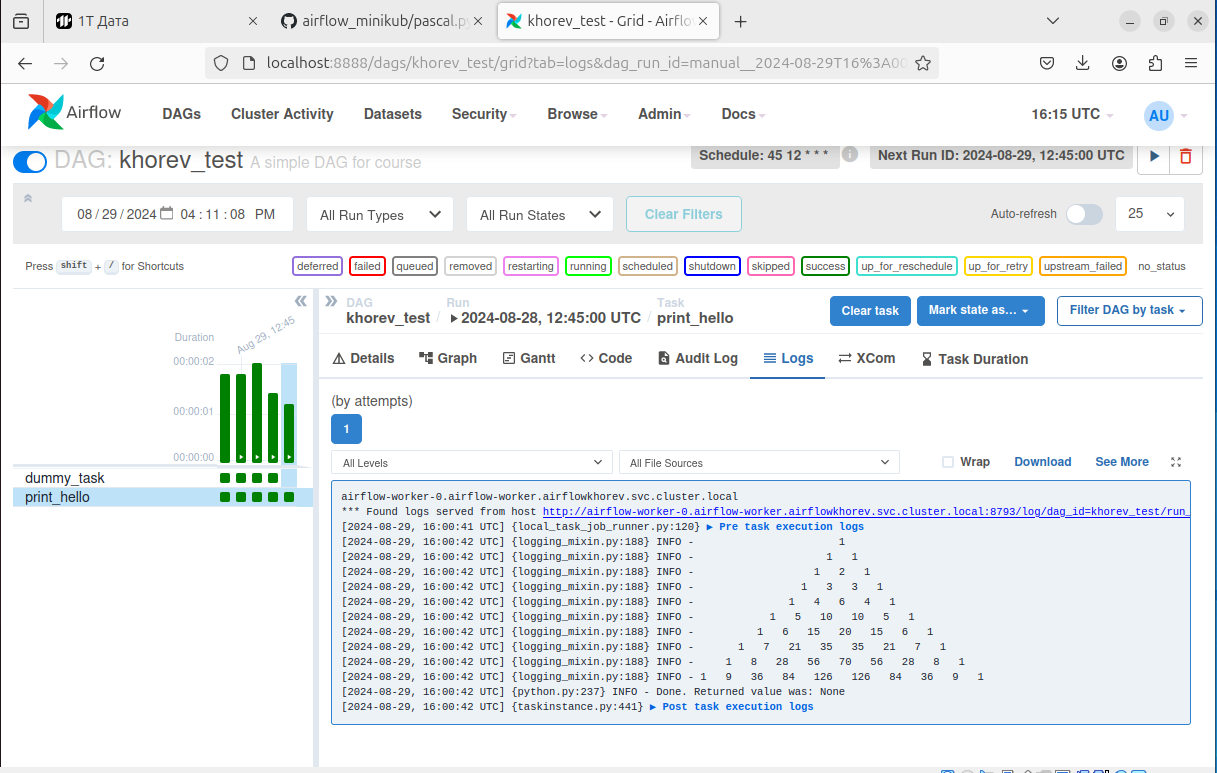 1Т Дата
airflow_minikub/pascal.py
khorev_test - Grid - Airflo
localhost:8888/dags/khorev_test/grid?tab=logs&dag_run_id=manual__2024-08-29T16%3A00
Airflow
DAGs
Cluster Activity
Datasets
Security
Browse
Admin
Docs
16:15 UTC
AU
DAG: khorev_test A simple DAG for course
Schedule: 45 12 * * *
Next Run ID: 2024-08-29, 12:45:00 UTC
08/29/2024 04:11:08 PM
All Run Types
All Run States
Clear Filters
Auto-refresh
25
Press shift + / for Shortcuts
deferred failed queued removed restarting running scheduled shutdown skipped success up_for_reschedule up_for_retry upstream_failed no_status
Duration
Aug 29, 12:45
00:00:02
00:00:01
00:00:00
dummy_task
print_hello
DAG
khorev_test
/
Run
2024-08-28, 12:45:00 UTC
/
Task
print_hello
Clear task
Mark state as...
Filter DAG by task
Details
Graph
Gantt
Code
Audit Log
Logs
XCom
Task Duration
(by attempts)
1
All Levels
All File Sources
Wrap
Download
See More
airflow-worker-0.airflow-worker.airflowkhorev.svc.cluster.local
*** Found logs served from host http://airflow-worker-0.airflow-worker.airflowkhorev.svc.cluster.local:8793/log/dag_id=khorev_test/run_
[2024-08-29, 16:00:41 UTC] {local_task_job_runner.py:120} ▶ Pre task execution logs
[2024-08-29, 16:00:42 UTC] {logging_mixin.py:188} INFO - 1
[2024-08-29, 16:00:42 UTC] {logging_mixin.py:188} INFO - 1 1
[2024-08-29, 16:00:42 UTC] {logging_mixin.py:188} INFO - 1 2 1
[2024-08-29, 16:00:42 UTC] {logging_mixin.py:188} INFO - 1 3 3 1
[2024-08-29, 16:00:42 UTC] {logging_mixin.py:188} INFO - 1 4 6 4 1
[2024-08-29, 16:00:42 UTC] {logging_mixin.py:188} INFO - 1 5 10 10 5 1
[2024-08-29, 16:00:42 UTC] {logging_mixin.py:188} INFO - 1 6 15 20 15 6 1
[2024-08-29, 16:00:42 UTC] {logging_mixin.py:188} INFO - 1 7 21 35 35 21 7 1
[2024-08-29, 16:00:42 UTC] {logging_mixin.py:188} INFO - 1 8 28 56 70 56 28 8 1
[2024-08-29, 16:00:42 UTC] {logging_mixin.py:188} INFO - 1 9 36 84 126 126 84 36 9 1
[2024-08-29, 16:00:42 UTC] {python.py:237} INFO - Done. Returned value was: None
[2024-08-29, 16:00:42 UTC] {taskinstance.py:441} ▶ Post task execution logs